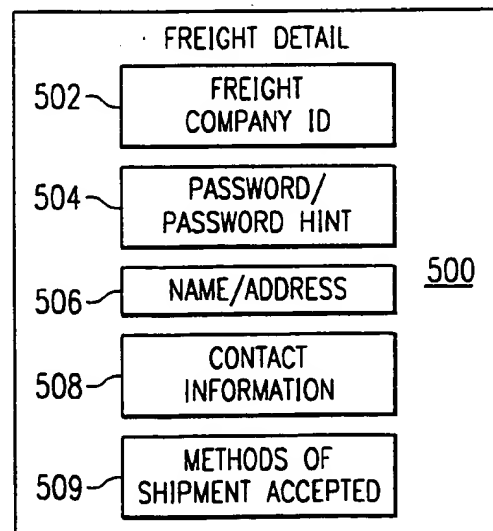 FREIGHT DETAIL
502
FREIGHT
COMPANY ID
504
PASSWORD/
PASSWORD HINT
500
506
NAME/ADDRESS
508
CONTACT
INFORMATION
509
METHODS OF
SHIPMENT ACCEPTED